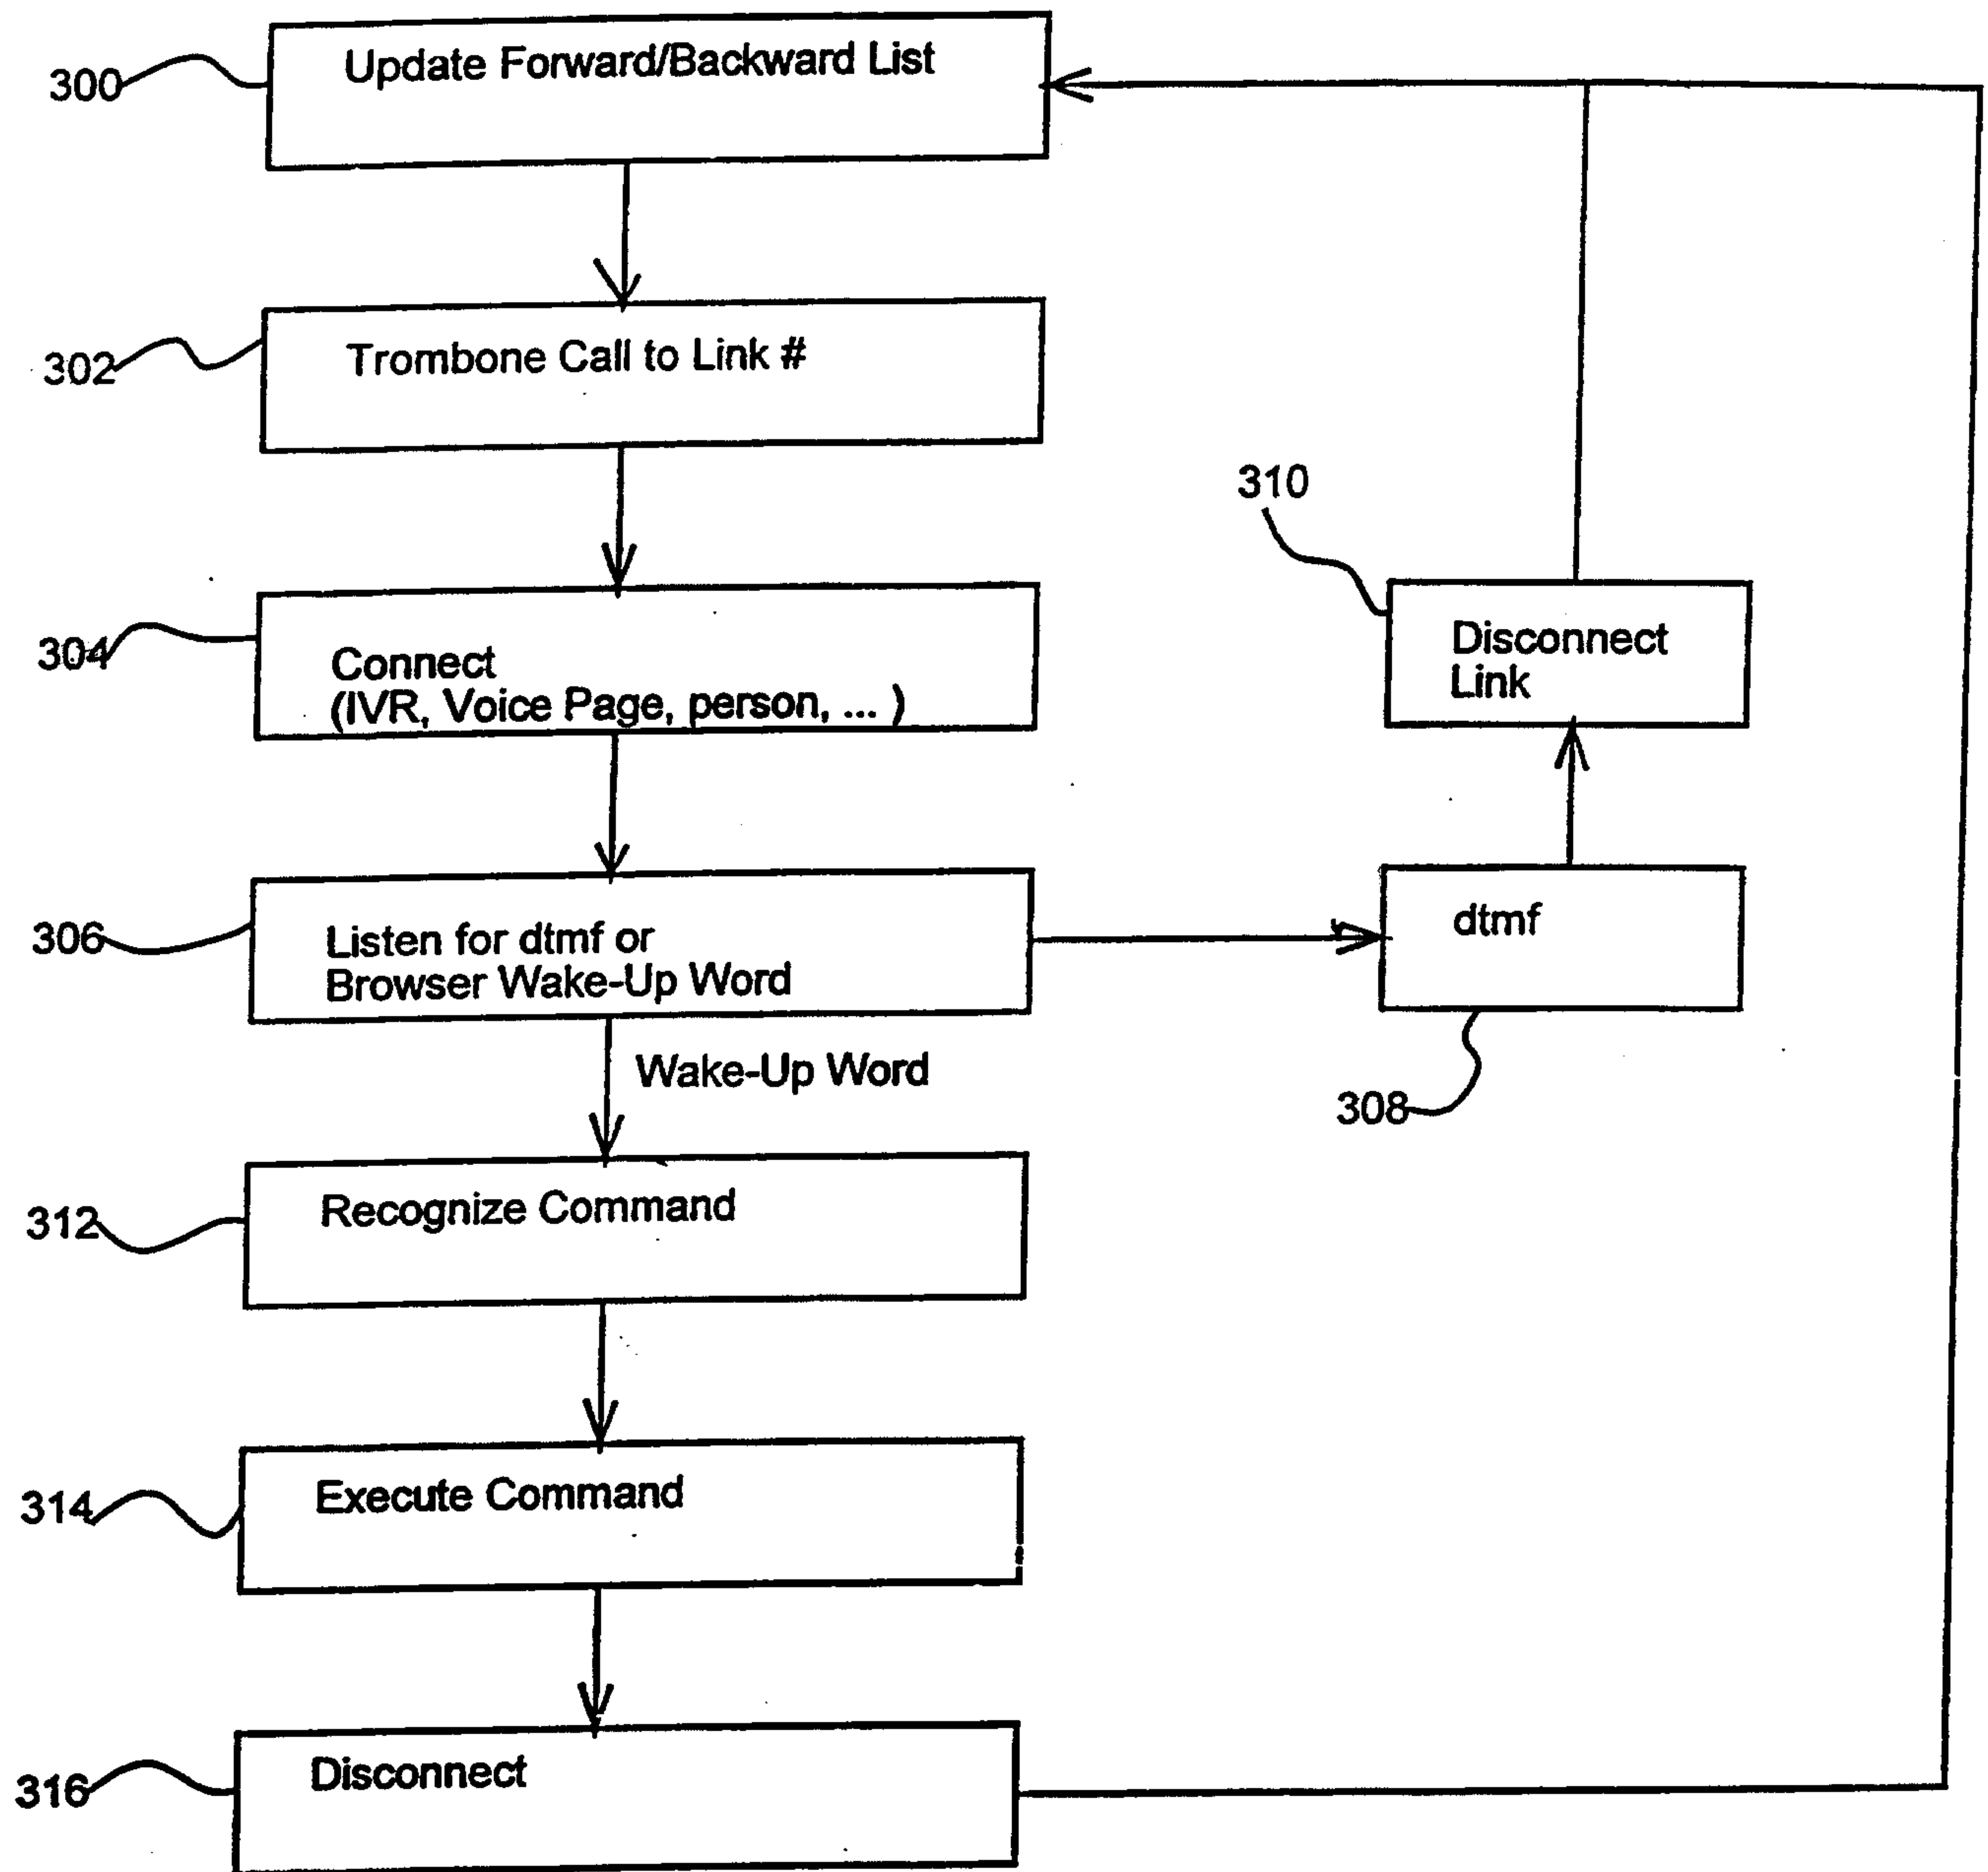 Update Forward/Backward List
300
Trombone Call to Link #
302
310
Connect
(IVR, Voice Page, person, ... )
304
Disconnect
Link
Listen for dtmf or
Browser Wake-Up Word
306
dtmf
Wake-Up Word
308
Recognize Command
312
Execute Command
314
Disconnect
316